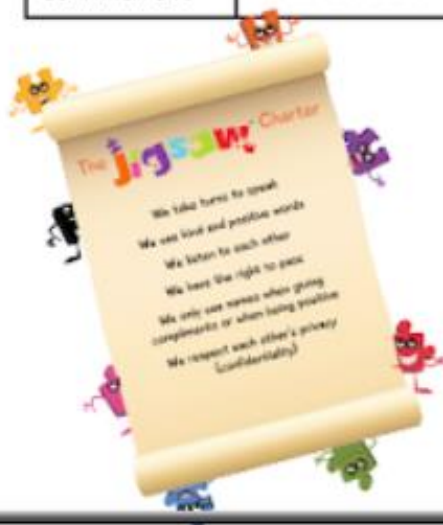 The Jigsaw Charter
We take turns to speak
We use kind and positive words
We listen to each other
We have the right to pass
We only use names when giving
compliments or when being positive
We respect each other's privacy
(confidentiality)